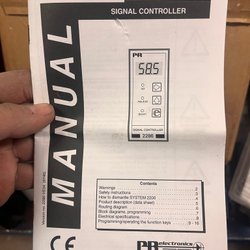 SIGNAL CONTROLLER
MANUAL
PR
58.5
SIGNAL CONTROLLER
2286
Contents
Warnings
Safety instructions
How to dismantle SYSTEM 2200
Product description (data sheet)
Routing diagram
Block diagrams, programming
Electrical specifications
Programming/operating the function keys
CE
PR electronics